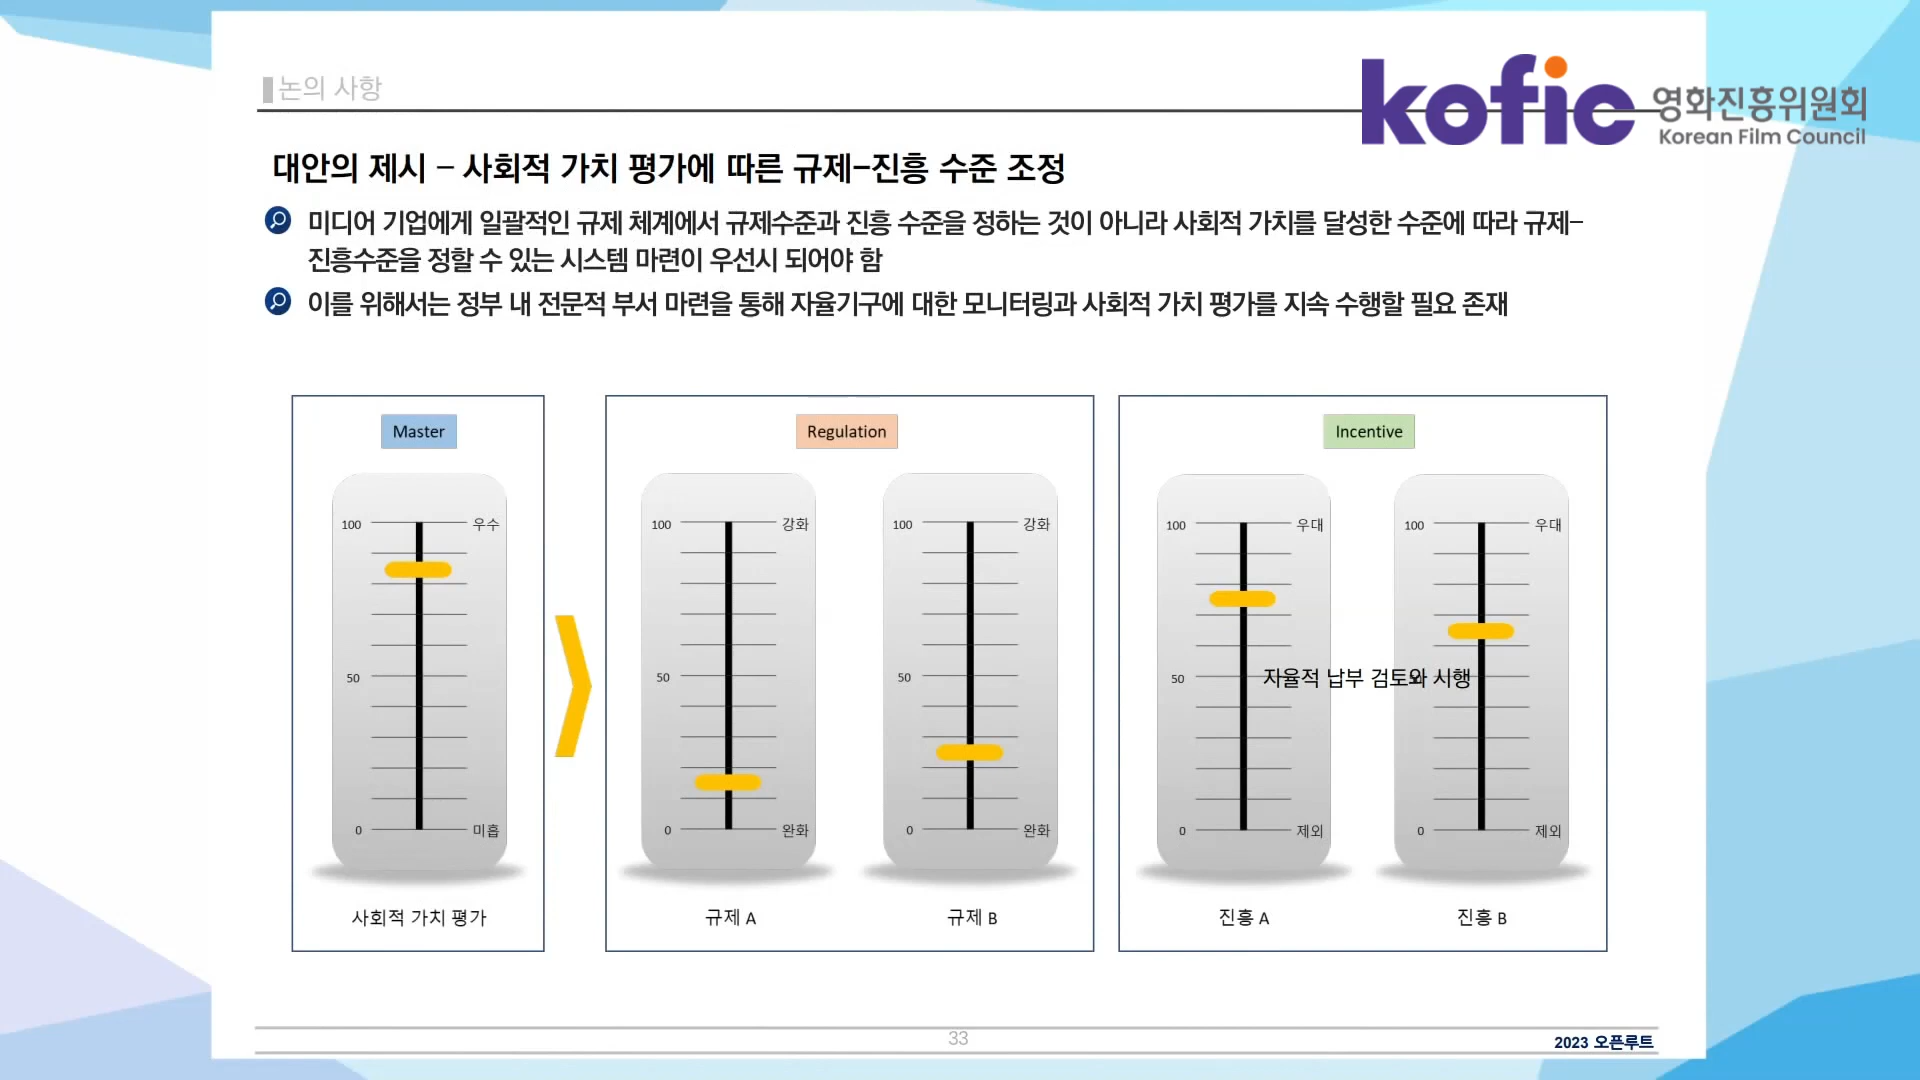 논의 사항
kofic 영화진흥위원회
Korean Film Council
대안의 제시 – 사회적 가치 평가에 따른 규제-진흥 수준 조정
미디어 기업에게 일괄적인 규제 체계에서 규제수준과 진흥 수준을 정하는 것이 아니라 사회적 가치를 달성한 수준에 따라 규제-
진흥수준을 정할 수 있는 시스템 마련이 우선시 되어야 함
이를 위해서는 정부 내 전문적 부서 마련을 통해 자율기구에 대한 모니터링과 사회적 가치 평가를 지속 수행할 필요 존재
Master
100 우수
50
0 미흡
사회적 가치 평가
Regulation
100 강화
50
0 완화
규제 A
100 강화
50
0 완화
규제 B
Incentive
100 우대
50
0 제외
진흥 A
자율적 납부 검토와 시행
100 우대
0 제외
진흥 B
33
2023 오픈루트